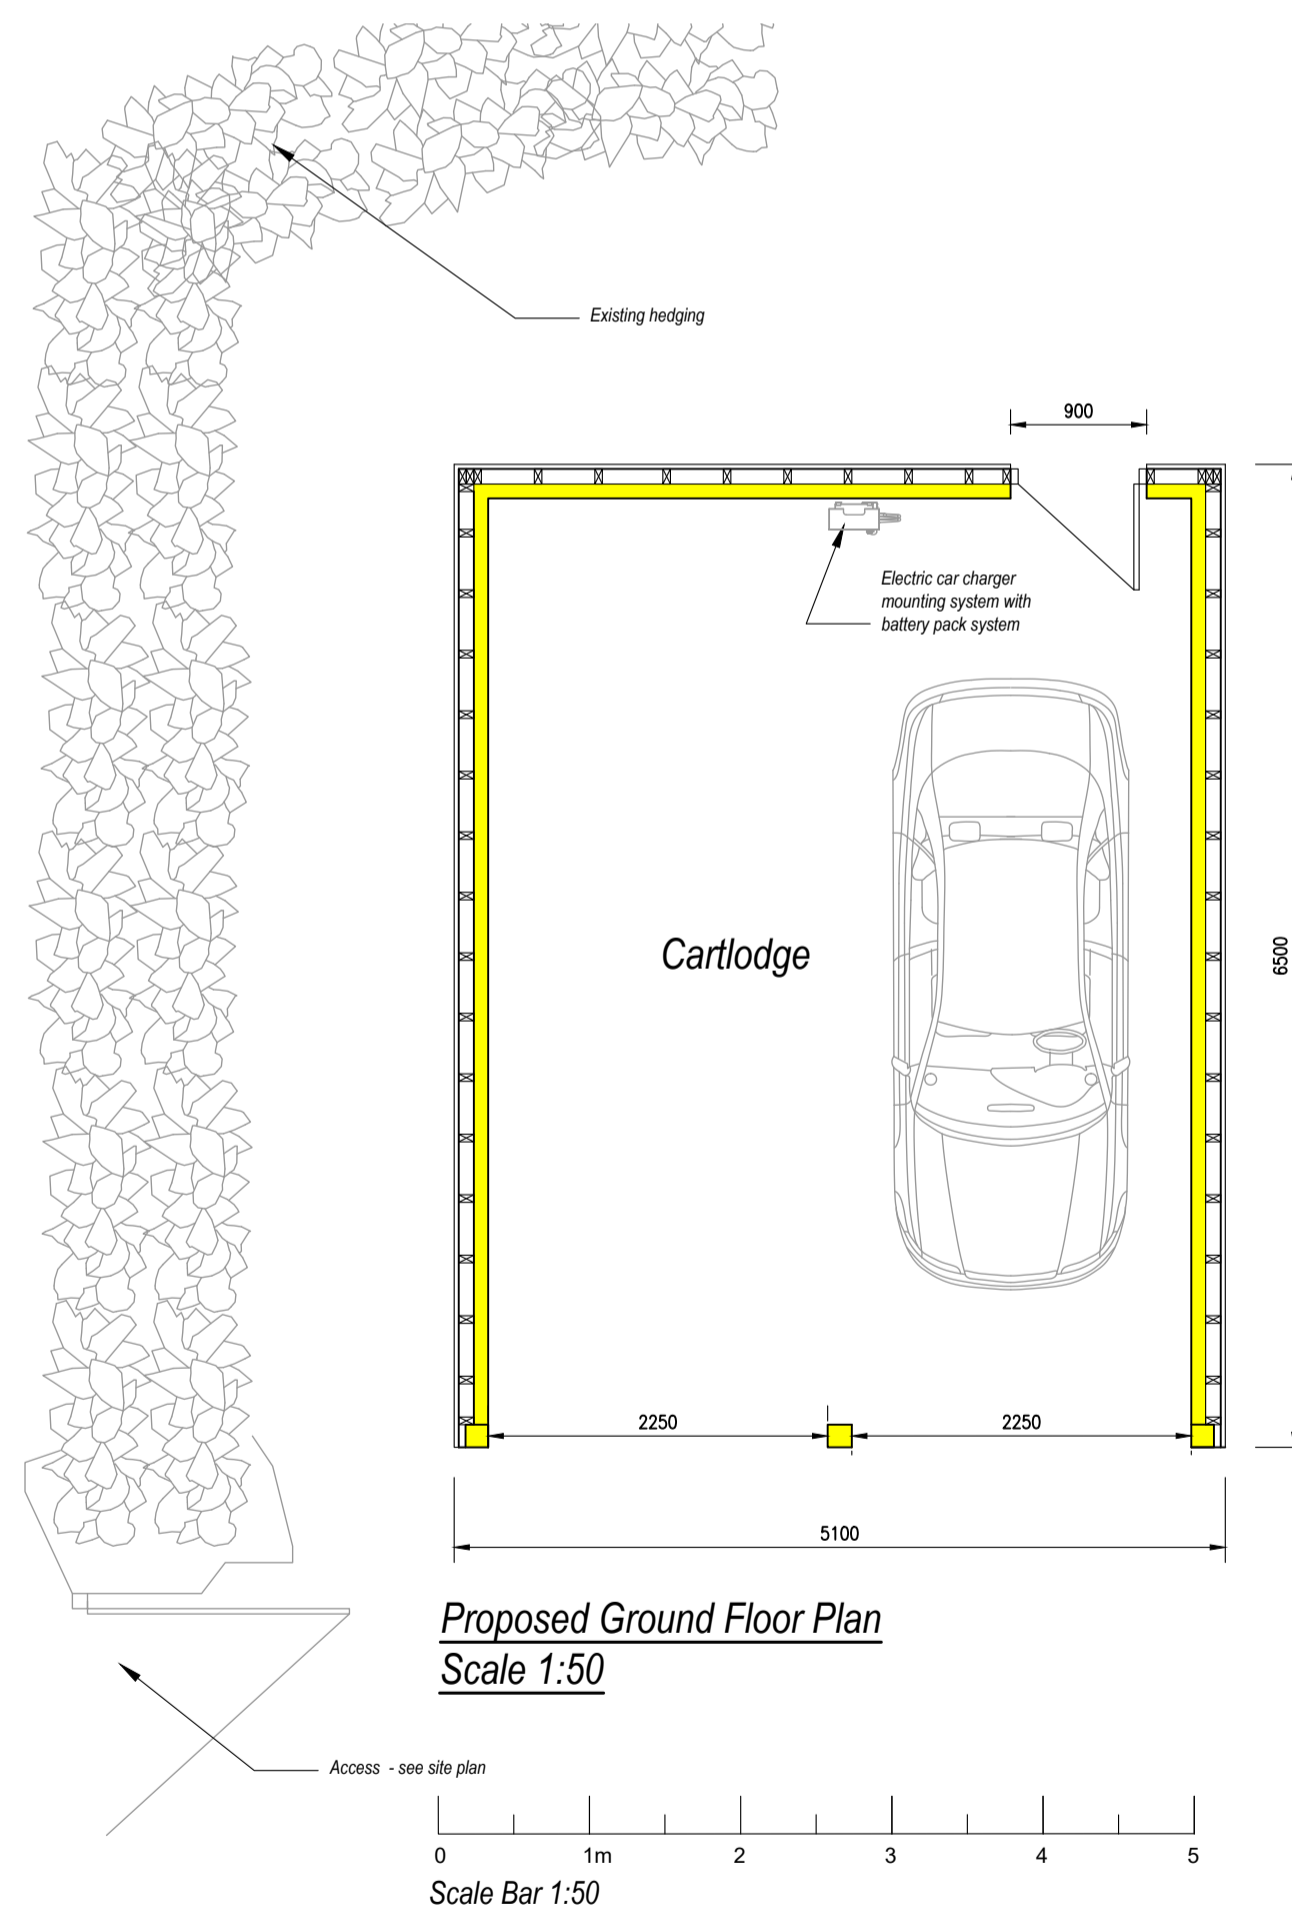 Existing hedging
900
Electric car charger
mounting system with
battery pack system
Cartlodge
6500
2250
2250
5100
Proposed Ground Floor Plan
Scale 1:50
Access - see site plan
0 1m 2 3 4 5
Scale Bar 1:50